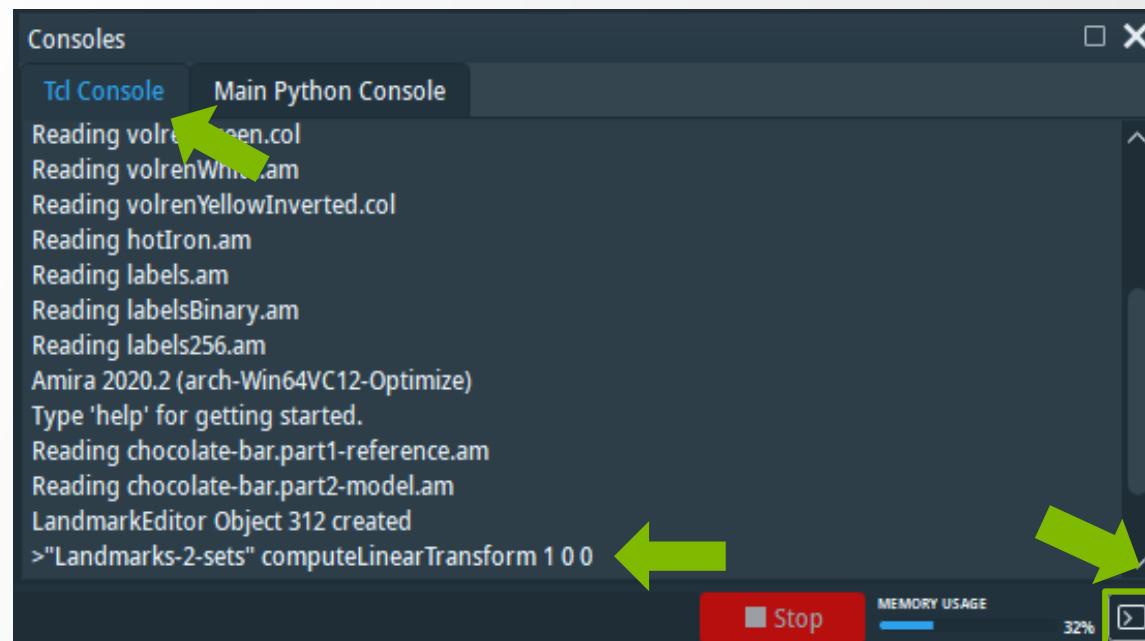 Consoles
Tcl Console Main Python Console
Reading
Reading
Reading volrenYellowInverted.col
Reading hotIron.am
Reading labels.am
Reading labelsBinary.am
Reading labels256.am
Amira 2020.2 (arch-Win64VC12-Optimize)
Type 'help' for getting started.
Reading chocolate-bar.part1-reference.am
Reading chocolate-bar.part2-model.am
LandmarkEditor Object 312 created
>"Landmarks-2-sets" computeLinearTransform 1 0 0
Stop
MEMORY USAGE
32%